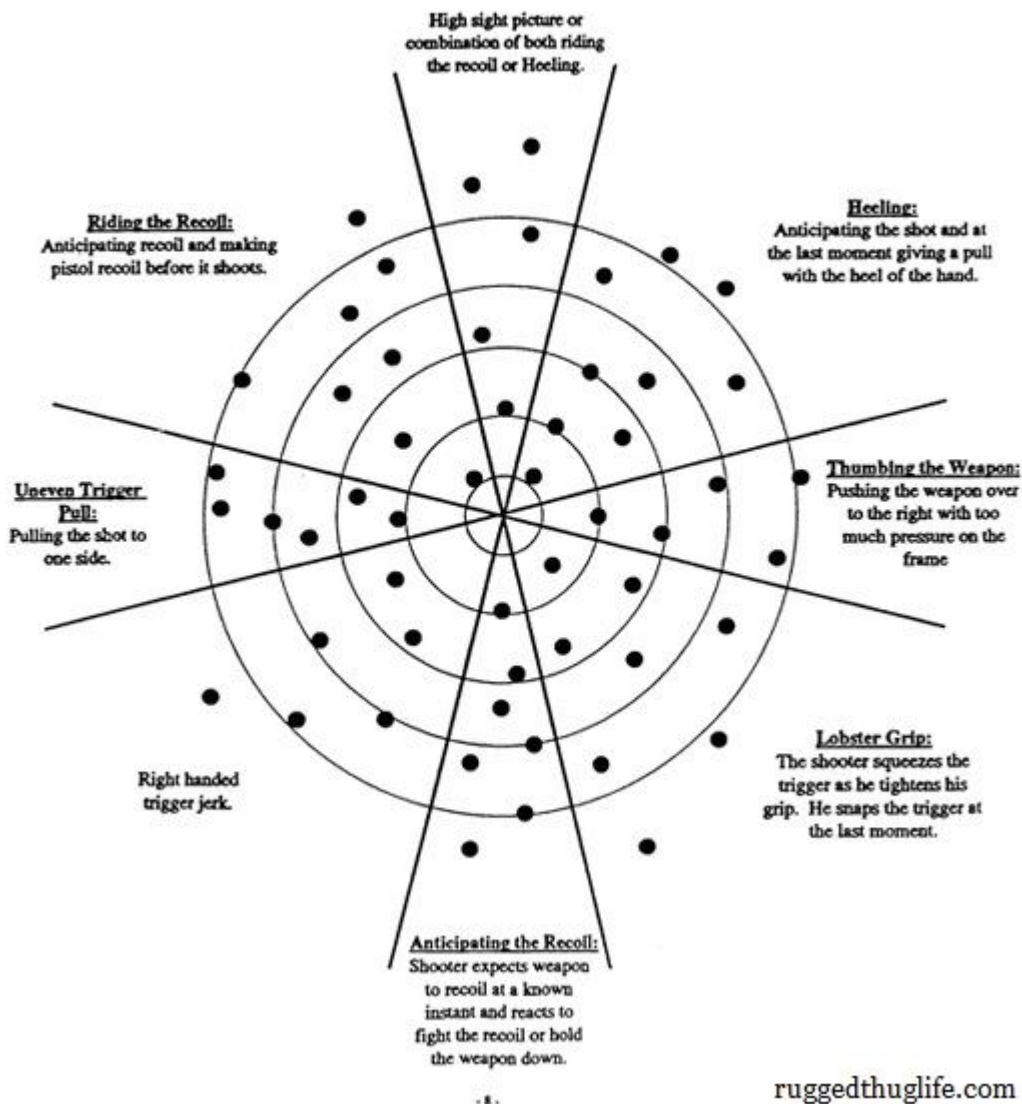 High sight picture or
combination of both riding
the recoil or Heeling.
Riding the Recoil:
Anticipating recoil and making
pistol recoil before it shoots.
Heeling:
Anticipating the shot and at
the last moment giving a pull
with the heel of the hand.
Uneven Trigger
Pull:
Pulling the shot to
one side.
Thumbing the Weapon:
Pushing the weapon over
to the right with too
much pressure on the
frame
Right handed
trigger jerk.
Lobster Grip:
The shooter squeezes the
trigger as he tightens his
grip. He snaps the trigger at
the last moment.
Anticipating the Recoil:
Shooter expects weapon
to recoil at a known
instant and reacts to
fight the recoil or hold
the weapon down.
ruggedthuglife.com